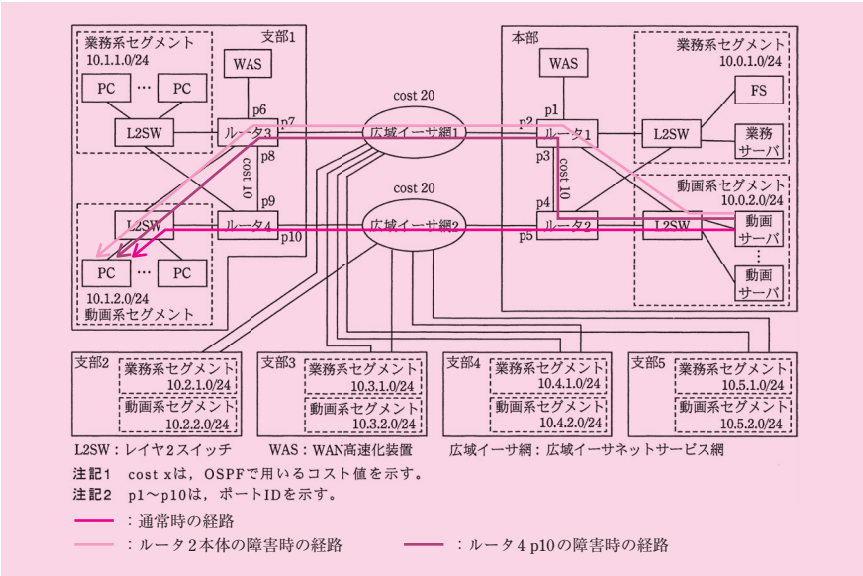 支部1
業務系セグメント
10.1.1.0/24
WAS
PC … PC
p6
L2SW
ルータ3
p7
p8
cost 10
p9
L2SW
ルータ4
p10
PC … PC
10.1.2.0/24
動画系セグメント
cost 20
広域イーサ網1
cost 20
広域イーサ網2
本部
WAS
業務系セグメント
10.0.1.0/24
FS
p1
p2
ルータ1
L2SW
業務
サーバ
p3
cost 10
p4
ルータ2
p5
動画系セグメント
10.0.2.0/24
L2SW
動画
サーバ
⋮
動画
サーバ
支部2
業務系セグメント
10.2.1.0/24
動画系セグメント
10.2.2.0/24
支部3
業務系セグメント
10.3.1.0/24
動画系セグメント
10.3.2.0/24
支部4
業務系セグメント
10.4.1.0/24
動画系セグメント
10.4.2.0/24
支部5
業務系セグメント
10.5.1.0/24
動画系セグメント
10.5.2.0/24
L2SW：レイヤ2スイッチ　WAS：WAN高速化装置　広域イーサ網：広域イーサネットサービス網
注記1　cost xは，OSPFで用いるコスト値を示す。
注記2　p1～p10は，ポートIDを示す。
：通常時の経路
：ルータ2本体の障害時の経路　：ルータ4 p10の障害時の経路